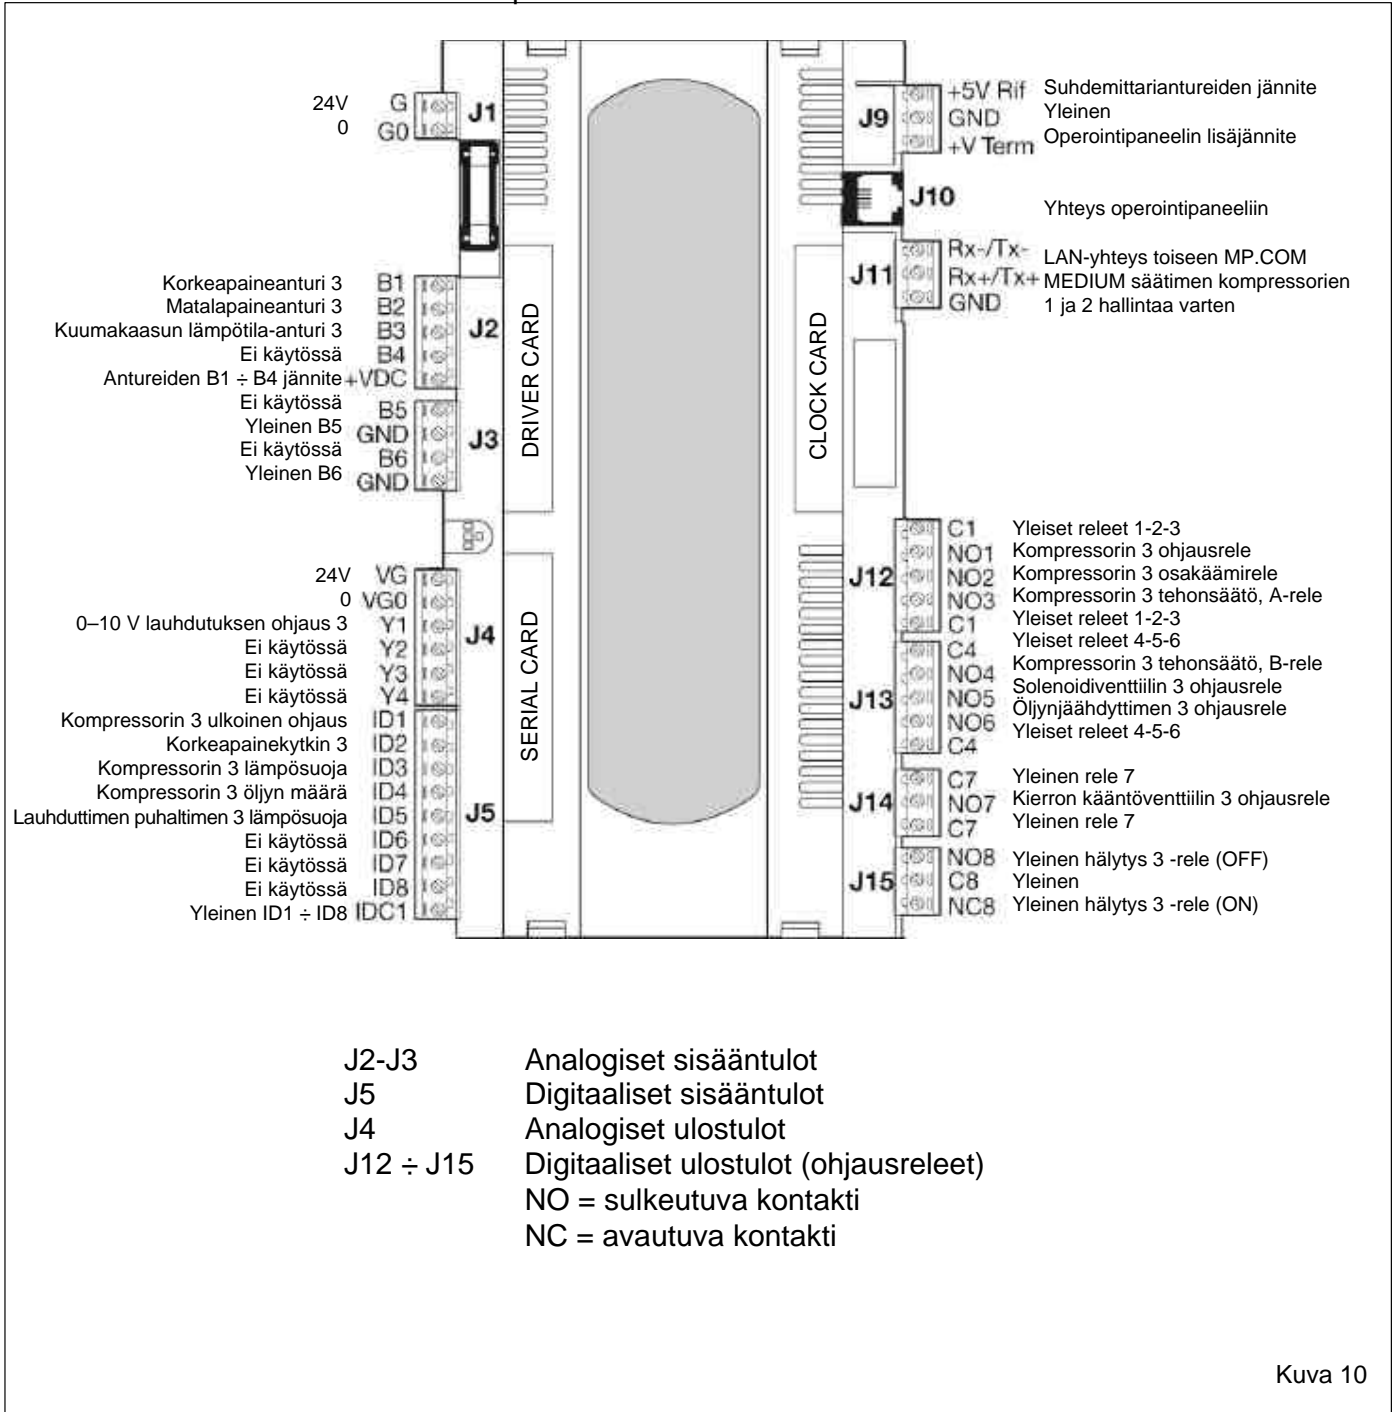 24V G J1
0 G0
Korkeapaineanturi 3 B1
Matalapaineanturi 3 B2
Kuumakaasun lämpötila-anturi 3 B3 J2
Ei käytössä B4
Antureiden B1 ÷ B4 jännite +VDC
Ei käytössä B5
Yleinen B5 GND J3
Ei käytössä B6
Yleinen B6 GND
24V VG
0 VG0
0–10 V lauhdutuksen ohjaus 3 Y1 J4
Ei käytössä Y2
Ei käytössä Y3
Ei käytössä Y4
Kompressorin 3 ulkoinen ohjaus ID1
Korkeapainekytkin 3 ID2
Kompressorin 3 lämpösuoja ID3
Kompressorin 3 öljyn määrä ID4
Lauhduttimen puhaltimen 3 lämpösuoja ID5 J5
Ei käytössä ID6
Ei käytössä ID7
Ei käytössä ID8
Yleinen ID1 ÷ ID8 IDC1
DRIVER CARD
SERIAL CARD
CLOCK CARD
+5V Rif Suhdemittariantureiden jännite
J9 GND Yleinen
+V Term Operointipaneelin lisäjännite
J10
Yhteys operointipaneeliin
Rx-/Tx- LAN-yhteys toiseen MP.COM
J11 Rx+/Tx+ MEDIUM säätimen kompressorien
GND 1 ja 2 hallintaa varten
C1 Yleiset releet 1-2-3
NO1 Kompressorin 3 ohjausrele
J12 NO2 Kompressorin 3 osakäämirele
NO3 Kompressorin 3 tehonsäätö, A-rele
C1 Yleiset releet 1-2-3
C4 Yleiset releet 4-5-6
NO4 Kompressorin 3 tehonsäätö, B-rele
J13 NO5 Solenoidiventtiilin 3 ohjausrele
NO6 Öljynjäähdyttimen 3 ohjausrele
C4 Yleiset releet 4-5-6
C7 Yleinen rele 7
J14 NO7 Kierron kääntöventtiilin 3 ohjausrele
C7 Yleinen rele 7
NO8 Yleinen hälytys 3 -rele (OFF)
J15 C8 Yleinen
NC8 Yleinen hälytys 3 -rele (ON)
J2-J3 Analogiset sisääntulot
J5 Digitaaliset sisääntulot
J4 Analogiset ulostulot
J12 ÷ J15 Digitaaliset ulostulot (ohjausreleet)
NO = sulkeutuva kontakti
NC = avautuva kontakti
Kuva 10